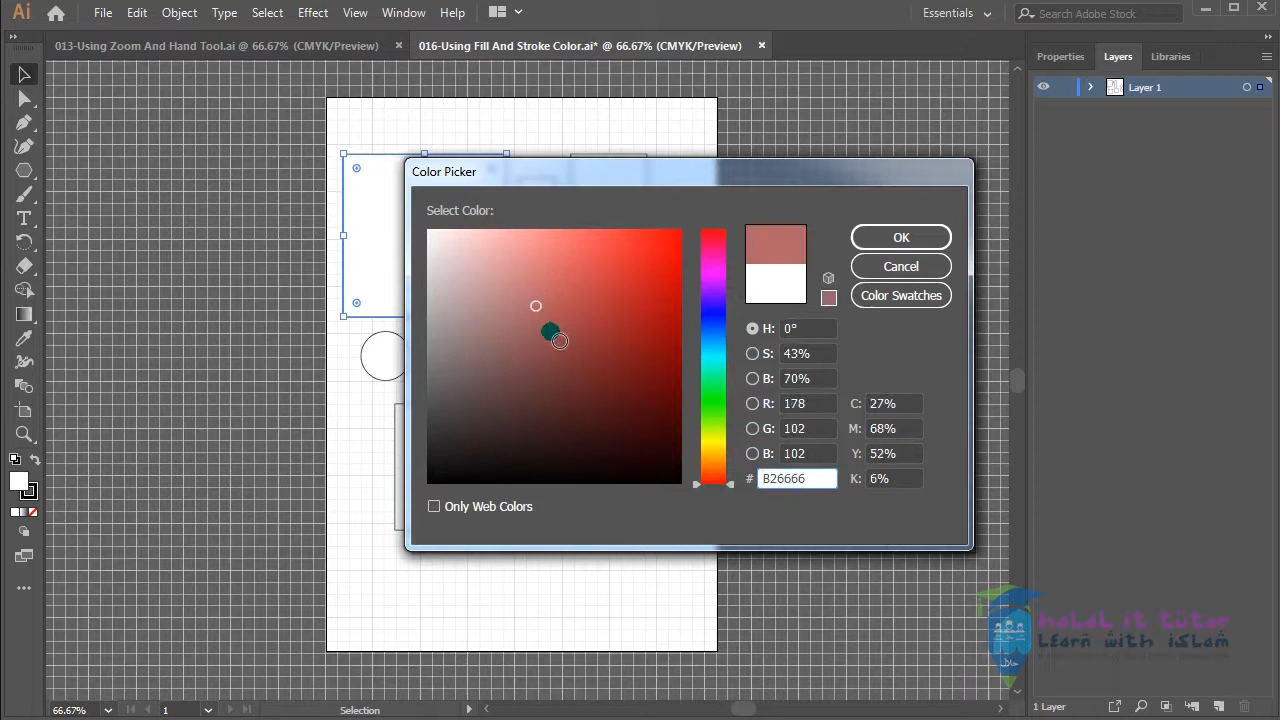 Ai File Edit Object Type Select Effect View Window Help Essentials Search Adobe Stock
013-Using Zoom And Hand Tool.ai @ 66.67% (CMYK/Preview) × 016-Using Fill And Stroke Color.ai* @ 66.67% (CMYK/Preview) ×
Properties Layers Libraries
Layer 1
Color Picker
Select Color:
OK
Cancel
Color Swatches
H: 0°
S: 43%
B: 70%
R: 178 C: 27%
G: 102 M: 68%
B: 102 Y: 52%
# B26666 K: 6%
Only Web Colors
halal it tutor
Learn with iSlam
حلال
66.67% 1 Selection
1 Layer